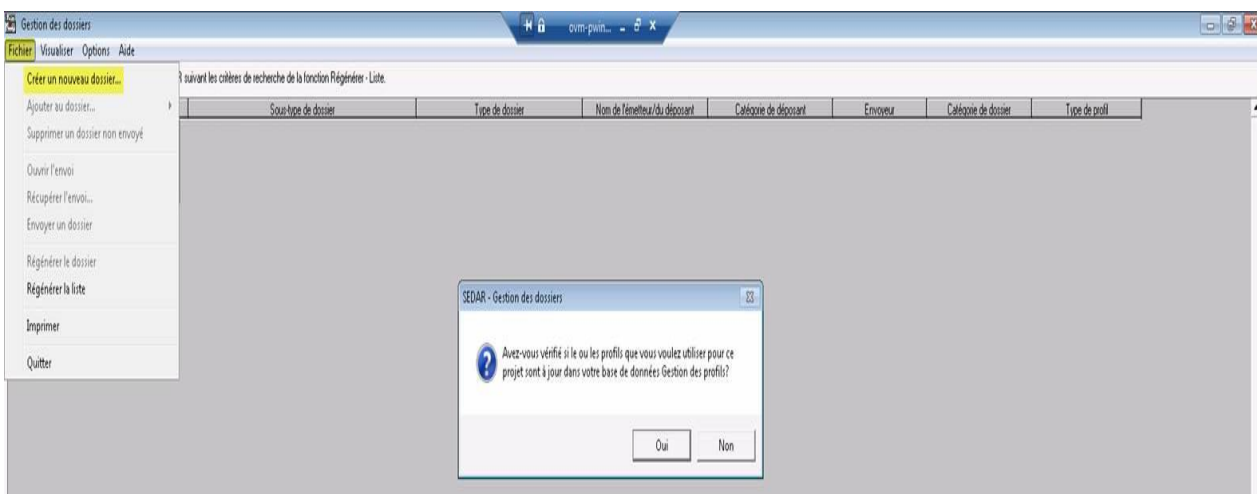 Gestion des dossiers
ovm-pwin...
Fichier Visualiser Options Aide
Créer un nouveau dossier...
R suivant les critères de recherche de la fonction Régénérer - Liste.
Ajouter au dossier...
Sous-type de dossier Type de dossier Nom de l'émetteur/du déposant Catégorie de déposant Envoyeur Catégorie de dossier Type de profil
Supprimer un dossier non envoyé
Ouvrir l'envoi
Récupérer l'envoi...
Envoyer un dossier
Régénérer le dossier
Régénérer la liste
Imprimer
Quitter
SEDAR - Gestion des dossiers
Avez-vous vérifié si le ou les profils que vous voulez utiliser pour ce
projet sont à jour dans votre base de données Gestion des profils?
Oui Non